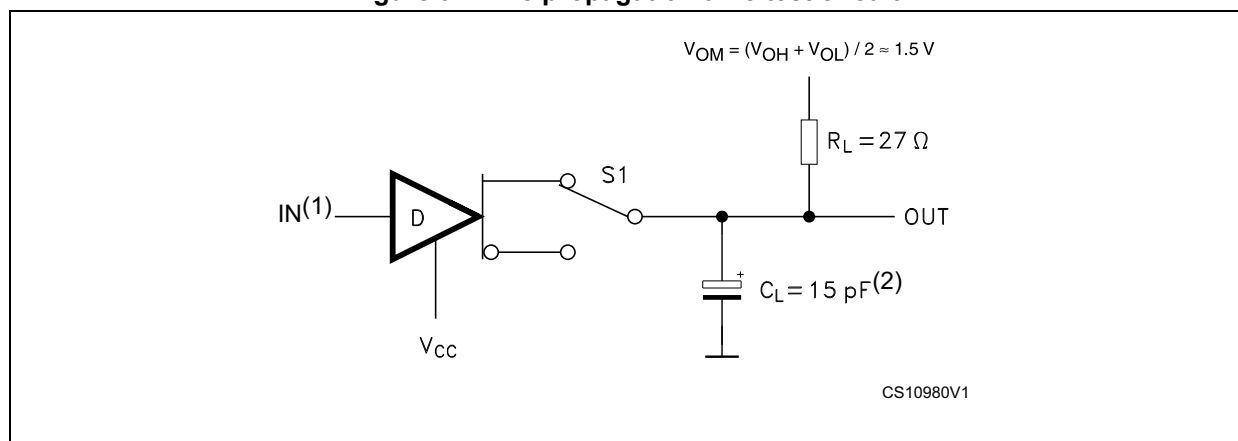 V_OM = (V_OH + V_OL) / 2 ≈ 1.5 V
R_L = 27 Ω
S1
IN(1)
D
OUT
+
C_L = 15 pF(2)
V_CC
CS10980V1